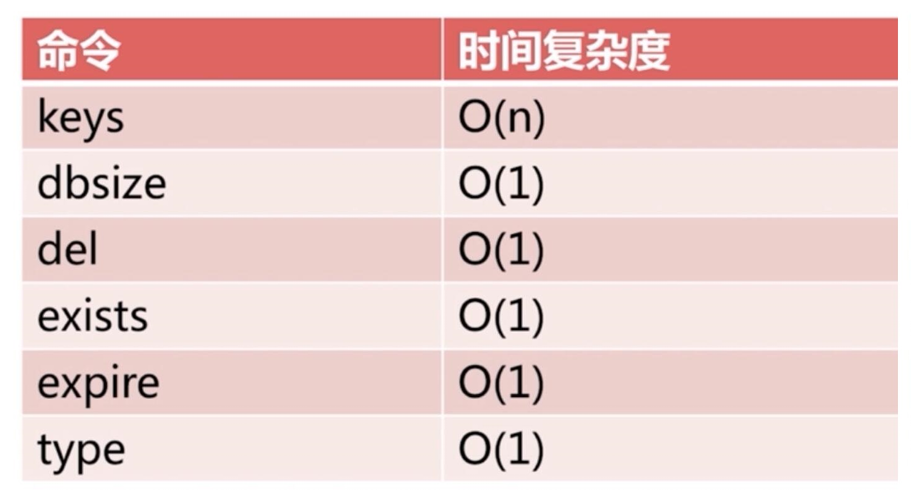 命令 时间复杂度
keys O(n)
dbsize O(1)
del O(1)
exists O(1)
expire O(1)
type O(1)